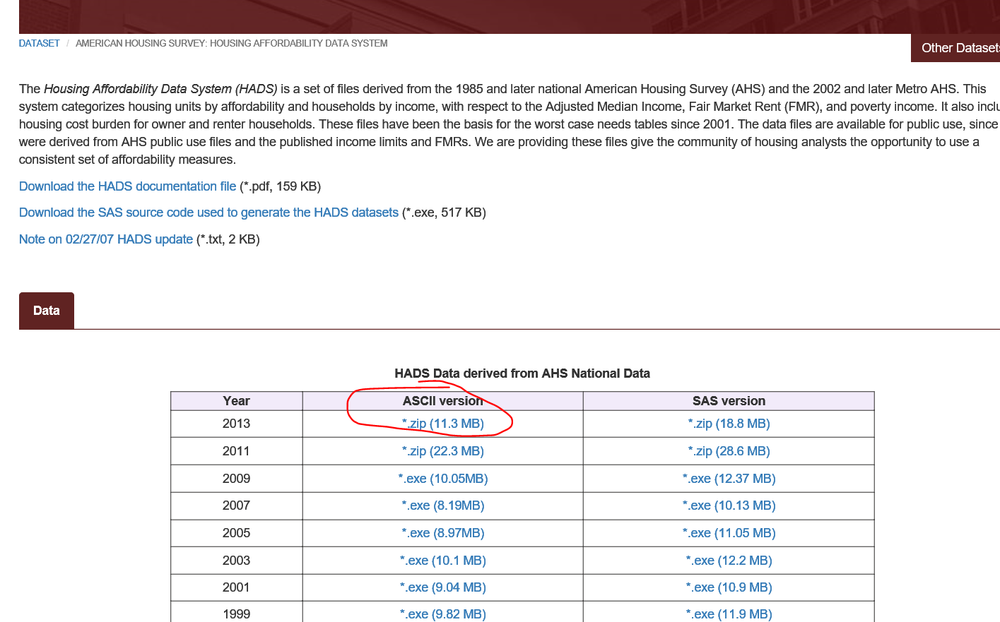 DATASET / AMERICAN HOUSING SURVEY: HOUSING AFFORDABILITY DATA SYSTEM
Other Datasets
The Housing Affordability Data System (HADS) is a set of files derived from the 1985 and later national American Housing Survey (AHS) and the 2002 and later Metro AHS. This
system categorizes housing units by affordability and households by income, with respect to the Adjusted Median Income, Fair Market Rent (FMR), and poverty income. It also inclu
housing cost burden for owner and renter households. These files have been the basis for the worst case needs tables since 2001. The data files are available for public use, since
were derived from AHS public use files and the published income limits and FMRs. We are providing these files give the community of housing analysts the opportunity to use a
consistent set of affordability measures.
Download the HADS documentation file (*.pdf, 159 KB)
Download the SAS source code used to generate the HADS datasets (*.exe, 517 KB)
Note on 02/27/07 HADS update (*.txt, 2 KB)
Data
HADS Data derived from AHS National Data
Year ASCII version SAS version
2013 *.zip (11.3 MB) *.zip (18.8 MB)
2011 *.zip (22.3 MB) *.zip (28.6 MB)
2009 *.exe (10.05MB) *.exe (12.37 MB)
2007 *.exe (8.19MB) *.exe (10.13 MB)
2005 *.exe (8.97MB) *.exe (11.05 MB)
2003 *.exe (10.1 MB) *.exe (12.2 MB)
2001 *.exe (9.04 MB) *.exe (10.9 MB)
1999 *.exe (9.82 MB) *.exe (11.9 MB)